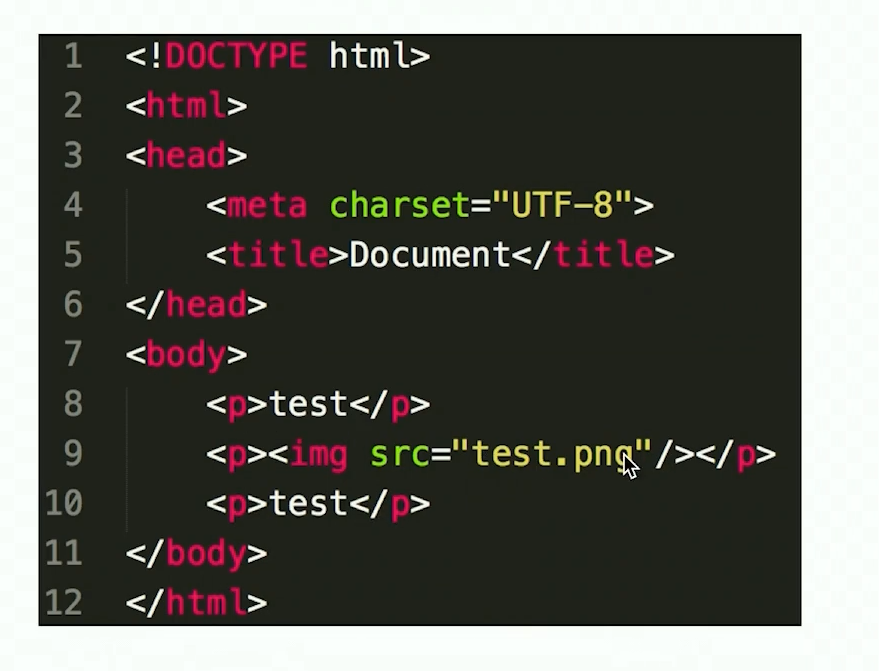 1 <!DOCTYPE html>
2 <html>
3 <head>
4     <meta charset="UTF-8">
5     <title>Document</title>
6 </head>
7 <body>
8     <p>test</p>
9     <p><img src="test.png"/></p>
10     <p>test</p>
11 </body>
12 </html>